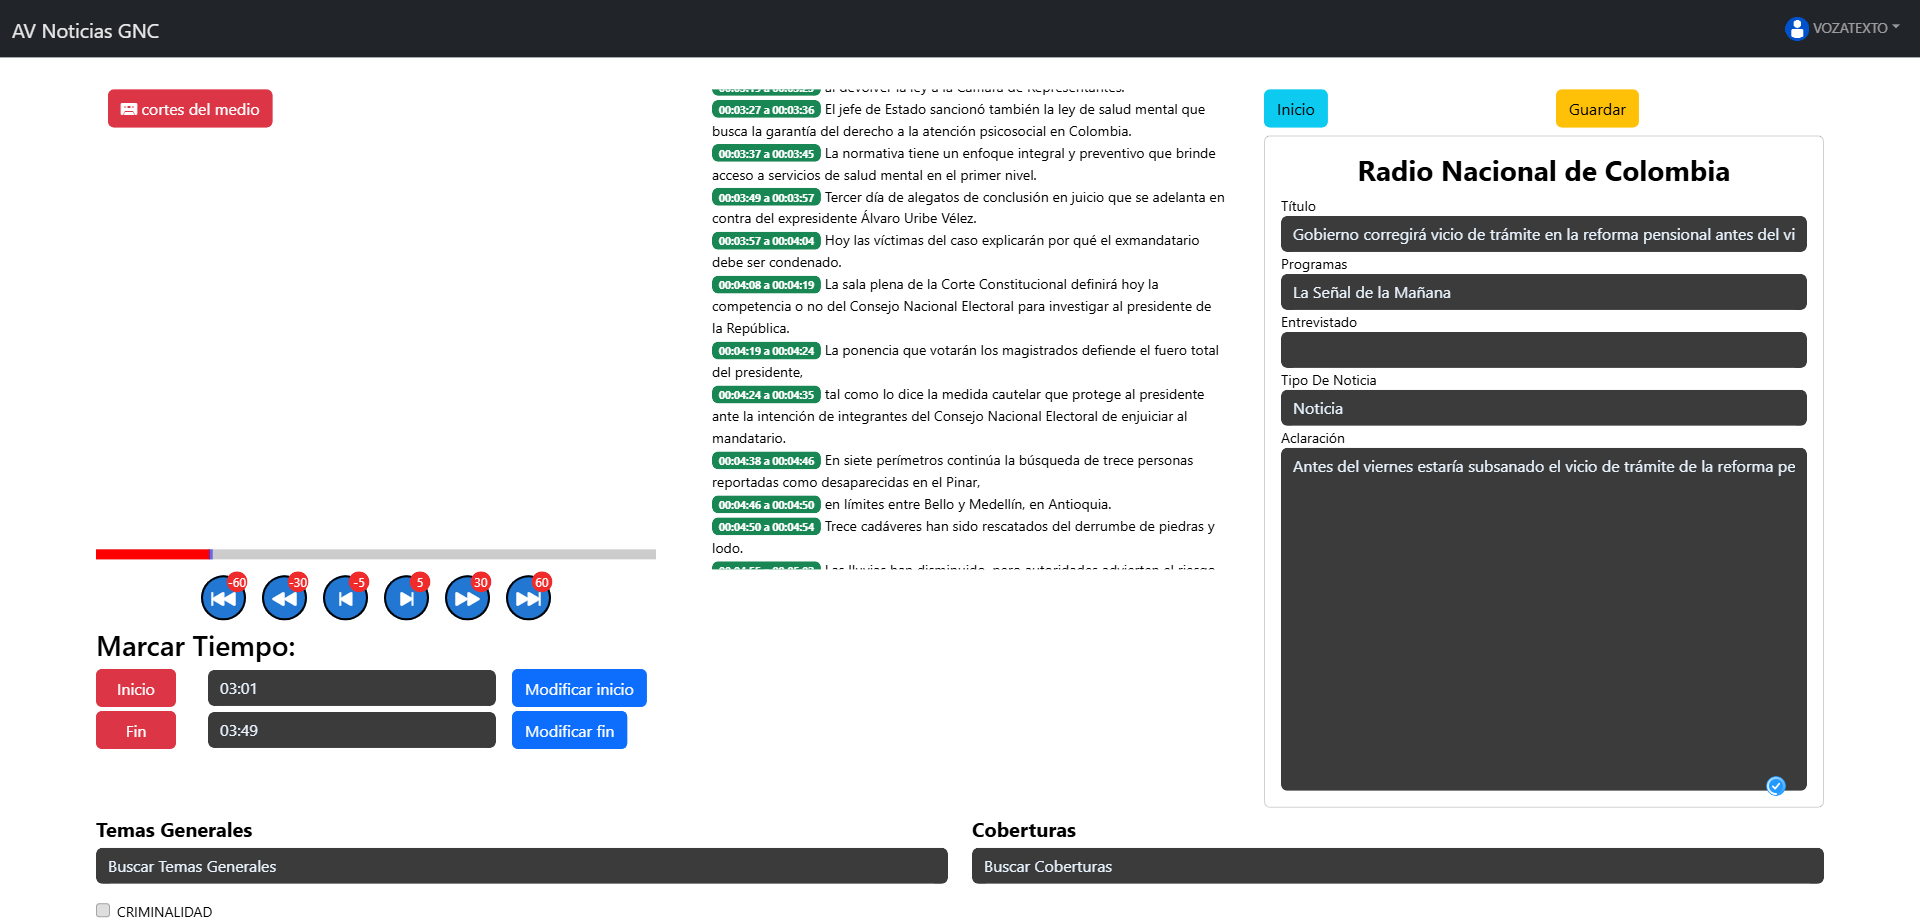 AV Noticias GNC
VOZATEXTO
cortes del medio
-60
-30
-5
5
30
60
Marcar Tiempo:
Inicio
03:01
Modificar inicio
Fin
03:49
Modificar fin
00:03:19 a 00:03:25 al devolver la ley a la Cámara de Representantes.
00:03:27 a 00:03:36 El jefe de Estado sancionó también la ley de salud mental que
busca la garantía del derecho a la atención psicosocial en Colombia.
00:03:37 a 00:03:45 La normativa tiene un enfoque integral y preventivo que brinde
acceso a servicios de salud mental en el primer nivel.
00:03:49 a 00:03:57 Tercer día de alegatos de conclusión en juicio que se adelanta en
contra del expresidente Álvaro Uribe Vélez.
00:03:57 a 00:04:04 Hoy las víctimas del caso explicarán por qué el exmandatario
debe ser condenado.
00:04:08 a 00:04:19 La sala plena de la Corte Constitucional definirá hoy la
competencia o no del Consejo Nacional Electoral para investigar al presidente de
la República.
00:04:19 a 00:04:24 La ponencia que votarán los magistrados defiende el fuero total
del presidente,
00:04:24 a 00:04:35 tal como lo dice la medida cautelar que protege al presidente
ante la intención de integrantes del Consejo Nacional Electoral de enjuiciar al
mandatario.
00:04:38 a 00:04:46 En siete perímetros continúa la búsqueda de trece personas
reportadas como desaparecidas en el Pinar,
00:04:46 a 00:04:50 en límites entre Bello y Medellín, en Antioquia.
00:04:50 a 00:04:54 Trece cadáveres han sido rescatados del derrumbe de piedras y
lodo.
Las lluvias han disminuido, pero autoridades advierten el riesgo
Inicio
Guardar
Radio Nacional de Colombia
Título
Gobierno corregirá vicio de trámite en la reforma pensional antes del vi
Programas
La Señal de la Mañana
Entrevistado
Tipo De Noticia
Noticia
Aclaración
Antes del viernes estaría subsanado el vicio de trámite de la reforma pe
Temas Generales
Buscar Temas Generales
CRIMINALIDAD
Coberturas
Buscar Coberturas